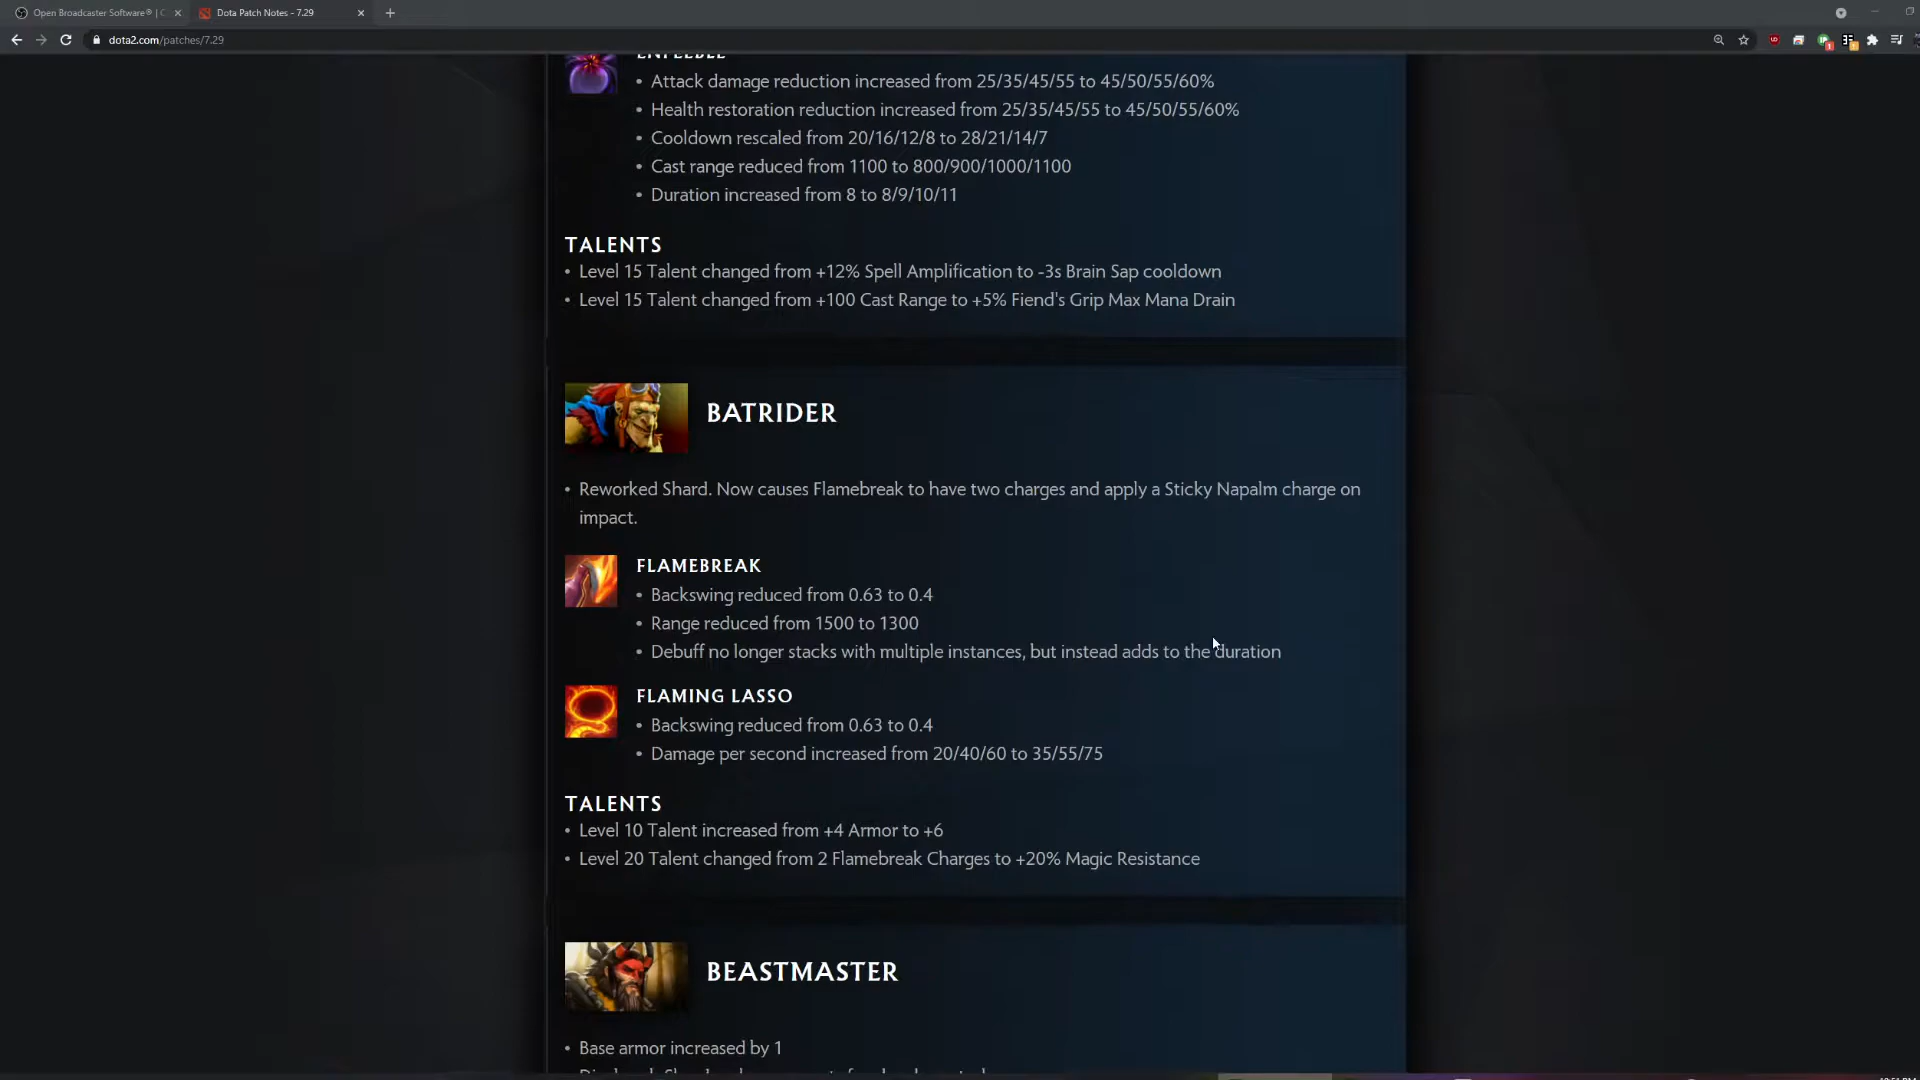 Open Broadcaster Software® | C
Dota Patch Notes - 7.29
dota2.com/patches/7.29
ENFEEBLE
• Attack damage reduction increased from 25/35/45/55 to 45/50/55/60%
• Health restoration reduction increased from 25/35/45/55 to 45/50/55/60%
• Cooldown rescaled from 20/16/12/8 to 28/21/14/7
• Cast range reduced from 1100 to 800/900/1000/1100
• Duration increased from 8 to 8/9/10/11
TALENTS
• Level 15 Talent changed from +12% Spell Amplification to -3s Brain Sap cooldown
• Level 15 Talent changed from +100 Cast Range to +5% Fiend's Grip Max Mana Drain
BATRIDER
• Reworked Shard. Now causes Flamebreak to have two charges and apply a Sticky Napalm charge on
impact.
FLAMEBREAK
• Backswing reduced from 0.63 to 0.4
• Range reduced from 1500 to 1300
• Debuff no longer stacks with multiple instances, but instead adds to the duration
FLAMING LASSO
• Backswing reduced from 0.63 to 0.4
• Damage per second increased from 20/40/60 to 35/55/75
TALENTS
• Level 10 Talent increased from +4 Armor to +6
• Level 20 Talent changed from 2 Flamebreak Charges to +20% Magic Resistance
BEASTMASTER
• Base armor increased by 1